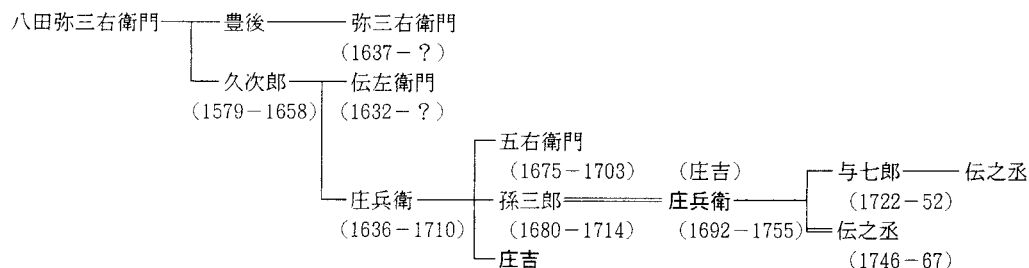 八田弥三右衛門 豊後 弥三右衛門
(1637-?)
久次郎 伝左衛門
(1579-1658) (1632-?)
五右衛門
(1675-1703) (庄吉) 与七郎 伝之丞
庄兵衛 孫三郎 庄兵衛 (1722-52)
(1636-1710) (1680-1714) (1692-1755) 伝之丞
庄吉 (1746-67)